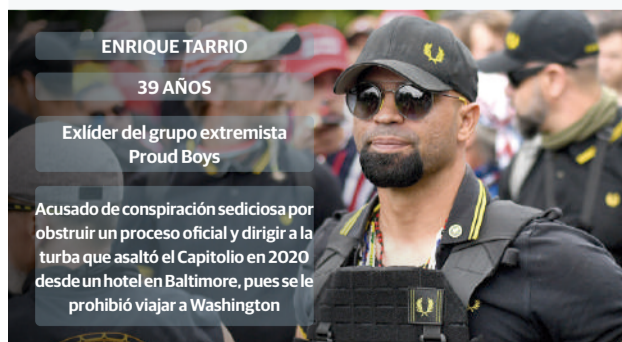 ENRIQUE TARRIO
39 AÑOS
Exlíder del grupo extremista
Proud Boys
Acusado de conspiración sediciosa por
obstruir un proceso oficial y dirigir a la
turba que asaltó el Capitolio en 2020
desde un hotel en Baltimore, pues se le
prohibió viajar a Washington